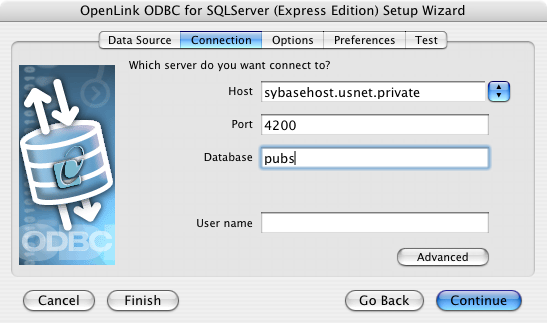 OpenLink ODBC for SQLServer (Express Edition) Setup Wizard
Data Source Connection Options Preferences Test
Which server do you want connect to?
Host sybasehost.usnet.private
Port 4200
Database pubs
User name
Advanced
ODBC
Cancel Finish Go Back Continue